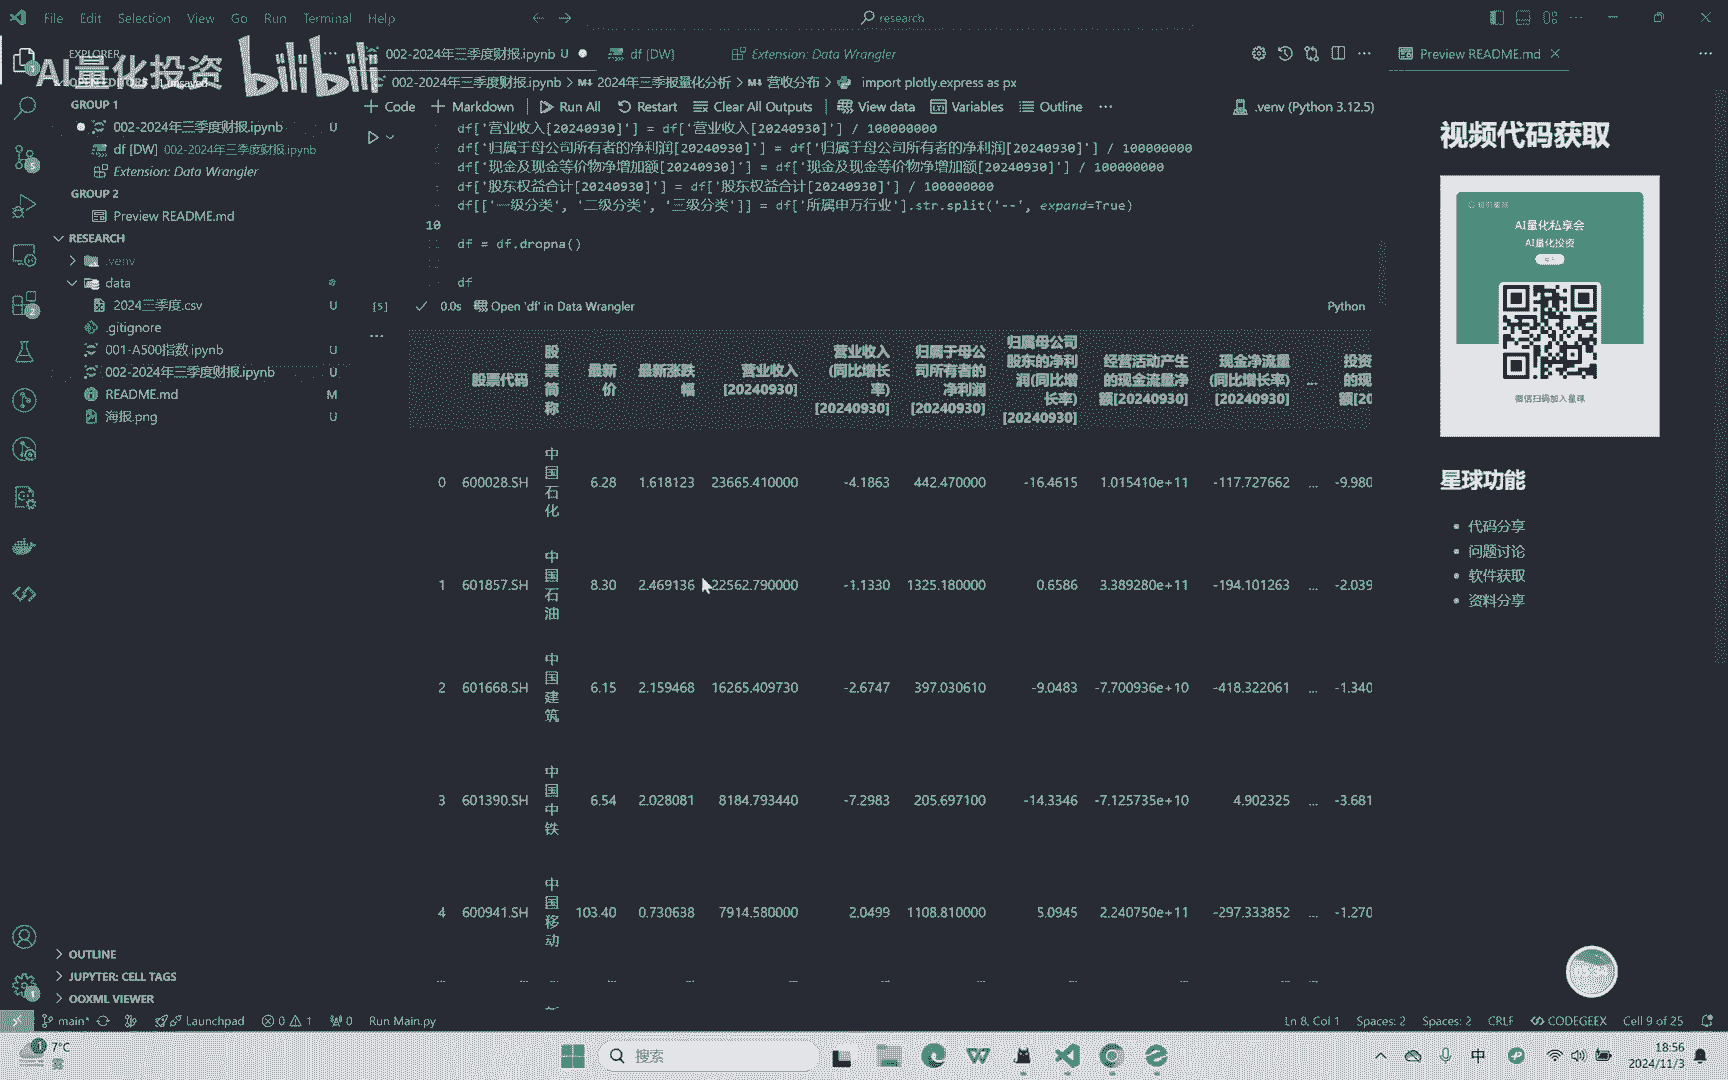 File Edit Selection View Go Run Terminal Help
research
EXPLORER
AI量化投资 bilibili
GROUP 1
002-2024年三季度财报.ipynb U
df [DW] 002-2024年三季度财报.ipynb
Extension: Data Wrangler
GROUP 2
Preview README.md
RESEARCH
.venv
data
2024三季度.csv U
.gitignore
001-A500指数.ipynb U
002-2024年三季度财报.ipynb U
README.md M
海报.png U
OUTLINE
JUPYTER: CELL TAGS
OOXML VIEWER
002-2024年三季度财报.ipynb U
df [DW]
Extension: Data Wrangler
002-2024年三季度财报.ipynb > M↓ 2024年三季报量化分析 > M↓ 营收分布 > import plotly.express as px
+ Code + Markdown Run All Restart Clear All Outputs View data Variables Outline ... .venv (Python 3.12.5)
df['营业收入[20240930]'] = df['营业收入[20240930]'] / 100000000
df['归属于母公司所有者的净利润[20240930]'] = df['归属于母公司所有者的净利润[20240930]'] / 100000000
df['现金及现金等价物净增加额[20240930]'] = df['现金及现金等价物净增加额[20240930]'] / 100000000
df['股东权益合计[20240930]'] = df['股东权益合计[20240930]'] / 100000000
df[['一级分类', '二级分类', '三级分类']] = df['所属申万行业'].str.split('--', expand=True)
10
df = df.dropna()
df
[5] 0.0s Open 'df' in Data Wrangler Python
股票代码 股票简称 最新价 最新涨跌幅 营业收入[20240930] 营业收入(同比增长率)[20240930] 归属于母公司所有者的净利润[20240930] 归属母公司股东的净利润(同比增长率)[20240930] 经营活动产生的现金流量净额[20240930] 现金净流量(同比增长率)[20240930] ... 投资的现额[20
0 600028.SH 中国石化 6.28 1.618123 23665.410000 -4.1863 442.470000 -16.4615 1.015410e+11 -117.727662 ... -9.980
1 601857.SH 中国石油 8.30 2.469136 22562.790000 -1.1330 1325.180000 0.6586 3.389280e+11 -194.101263 ... -2.039
2 601668.SH 中国建筑 6.15 2.159468 16265.409730 -2.6747 397.030610 -9.0483 -7.700936e+10 -418.322061 ... -1.340
3 601390.SH 中国中铁 6.54 2.028081 8184.793440 -7.2983 205.697100 -14.3346 -7.125735e+10 4.902325 ... -3.681
4 600941.SH 中国移动 103.40 0.730638 7914.580000 2.0499 1108.810000 5.0945 2.240750e+11 -297.333852 ... -1.270
... ... ... ... ... ... ... ... ... ... ...
Preview README.md
视频代码获取
AI量化私享会
AI量化投资
微信扫码加入星球
星球功能
代码分享
问题讨论
软件获取
资料分享
main* Launchpad 0 1 0 Run Main.py
Ln 8, Col 1 Spaces: 2 Spaces: 2 CRLF CODEGEEX Cell 9 of 25
1 7°C
搜索
中
18:56
2024/11/3